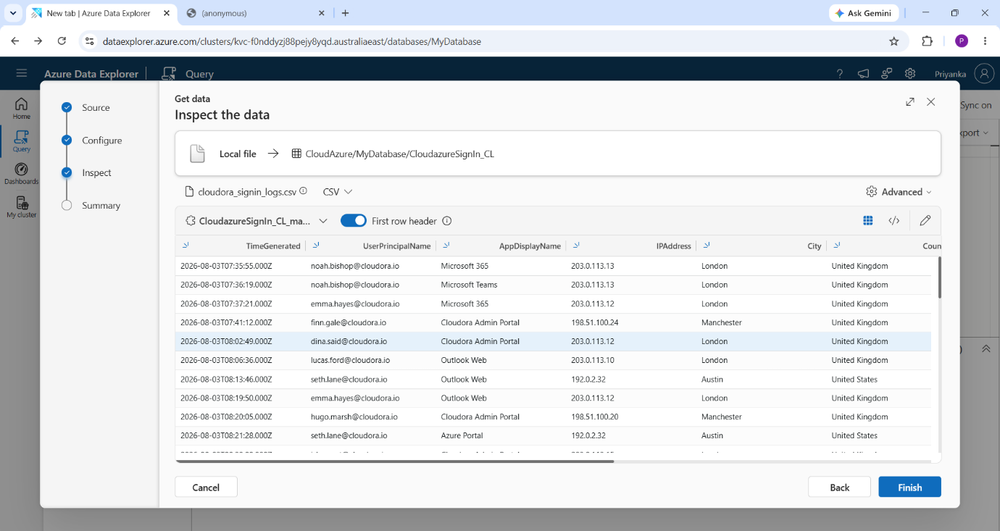 New tab | Azure Data Explorer
(anonymous)
Ask Gemini
dataexplorer.azure.com/clusters/kvc-f0nddyzj88pejy8yqd.australiaeast/databases/MyDatabase
P
Azure Data Explorer
Query
?
Priyanka
Home
Query
Dashboards
My cluster
Sync on
xport
Source
Configure
Inspect
Summary
Get data
Inspect the data
Local file → CloudAzure/MyDatabase/CloudazureSignIn_CL
cloudora_signin_logs.csv CSV
Advanced
CloudazureSignIn_CL_ma... First row header
TimeGenerated UserPrincipalName AppDisplayName IPAddress City Coun
2026-08-03T07:35:55.000Z noah.bishop@cloudora.io Microsoft 365 203.0.113.13 London United Kingdom
2026-08-03T07:36:19.000Z noah.bishop@cloudora.io Microsoft Teams 203.0.113.13 London United Kingdom
2026-08-03T07:37:21.000Z emma.hayes@cloudora.io Microsoft 365 203.0.113.12 London United Kingdom
2026-08-03T07:41:12.000Z finn.gale@cloudora.io Cloudora Admin Portal 198.51.100.24 Manchester United Kingdom
2026-08-03T08:02:49.000Z dina.said@cloudora.io Cloudora Admin Portal 203.0.113.12 London United Kingdom
2026-08-03T08:06:36.000Z lucas.ford@cloudora.io Outlook Web 203.0.113.10 London United Kingdom
2026-08-03T08:13:46.000Z seth.lane@cloudora.io Outlook Web 192.0.2.32 Austin United States
2026-08-03T08:19:50.000Z emma.hayes@cloudora.io Outlook Web 203.0.113.12 London United Kingdom
2026-08-03T08:20:05.000Z hugo.marsh@cloudora.io Cloudora Admin Portal 198.51.100.20 Manchester United Kingdom
2026-08-03T08:21:28.000Z seth.lane@cloudora.io Azure Portal 192.0.2.32 Austin United States
Cancel
Back
Finish